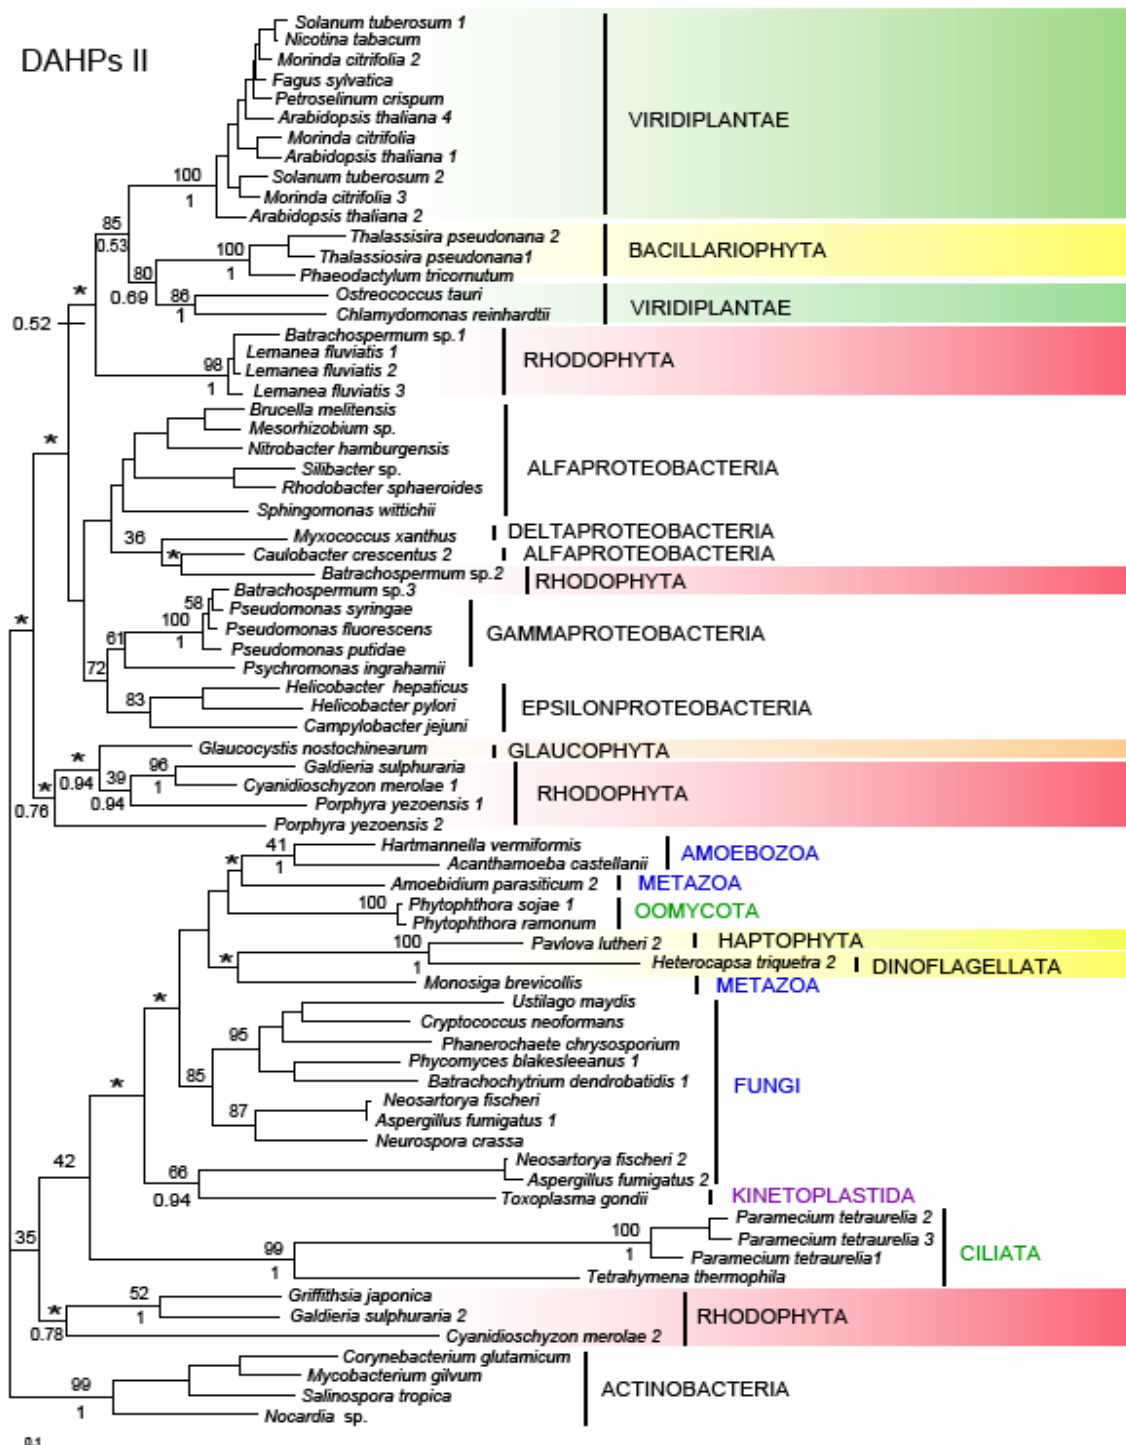 Solanum tuberosum 1
Nicotina tabacum
DAHPs II
Morinda citrifolia 2
Fagus sylvatica
Petroselinum crispum
Arabidopsis thaliana 4
VIRIDIPLANTAE
Morinda citrifolia
Arabidopsis thaliana 1
100
Solanum tuberosum 2
1
Morinda citrifolia 3
Arabidopsis thaliana 2
85
0.53
Thalassisira pseudonana 2
100
Thalassiosira pseudonana1
BACILLARIOPHYTA
80
1
Phaeodactylum tricornutum
*
0.69
86
Ostreococcus tauri
1
Chlamydomonas reinhardtii
VIRIDIPLANTAE
0.52
Batrachospermum sp.1
Lemanea fluviatis 1
98
Lemanea fluviatis 2
RHODOPHYTA
1
Lemanea fluviatis 3
Brucella melitensis
Mesorhizobium sp.
*
Nitrobacter hamburgensis
Silibacter sp.
ALFAPROTEOBACTERIA
Rhodobacter sphaeroides
Sphingomonas wittichii
36
Myxococcus xanthus
DELTAPROTEOBACTERIA
*
Caulobacter crescentus 2
ALFAPROTEOBACTERIA
Batrachospermum sp.2
RHODOPHYTA
Batrachospermum sp.3
58
Pseudomonas syringae
*
100
Pseudomonas fluorescens
GAMMAPROTEOBACTERIA
61
1
Pseudomonas putidae
72
Psychromonas ingrahamii
Helicobacter hepaticus
83
Helicobacter pylori
EPSILONPROTEOBACTERIA
Campylobacter jejuni
*
Glaucocystis nostochinearum
GLAUCOPHYTA
96
Galdieria sulphuraria
*
0.94
39
1
Cyanidioschyzon merolae 1
RHODOPHYTA
0.76
0.94
Porphyra yezoensis 1
Porphyra yezoensis 2
41
Hartmannella vermiformis
AMOEBOZOA
*
1
Acanthamoeba castellanii
Amoebidium parasiticum 2
METAZOA
100
Phytophthora sojae 1
OOMYCOTA
Phytophthora ramonum
100
Pavlova lutheri 2
HAPTOPHYTA
*
1
Heterocapsa triquetra 2
DINOFLAGELLATA
Monosiga brevicollis
METAZOA
*
Ustilago maydis
Cryptococcus neoformans
95
Phanerochaete chrysosporium
Phycomyces blakesleeanus 1
85
Batrachochytrium dendrobatidis 1
FUNGI
*
Neosartorya fischeri
87
Aspergillus fumigatus 1
Neurospora crassa
42
66
Neosartorya fischeri 2
Aspergillus fumigatus 2
0.94
Toxoplasma gondii
KINETOPLASTIDA
Paramecium tetraurelia 2
100
Paramecium tetraurelia 3
35
99
1
Paramecium tetraurelia1
CILIATA
1
Tetrahymena thermophila
52
Griffithsia japonica
*
1
Galdieria sulphuraria 2
RHODOPHYTA
0.78
Cyanidioschyzon merolae 2
Corynebacterium glutamicum
Mycobacterium gilvum
99
Salinospora tropica
ACTINOBACTERIA
1
Nocardia sp.
0.1